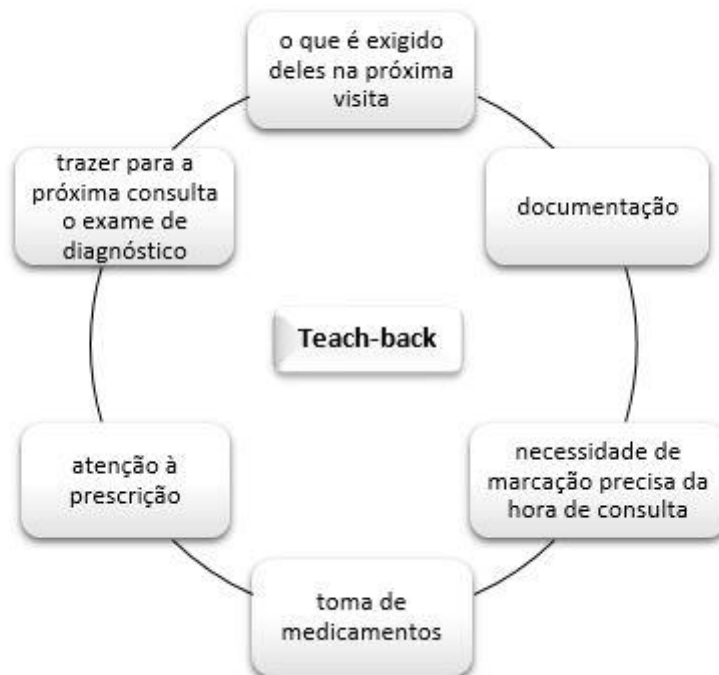 o que é exigido
deles na próxima
visita
documentação
necessidade de
marcação precisa da
hora de consulta
toma de
medicamentos
atenção à
prescrição
trazer para a
próxima consulta
o exame de
diagnóstico
Teach-back